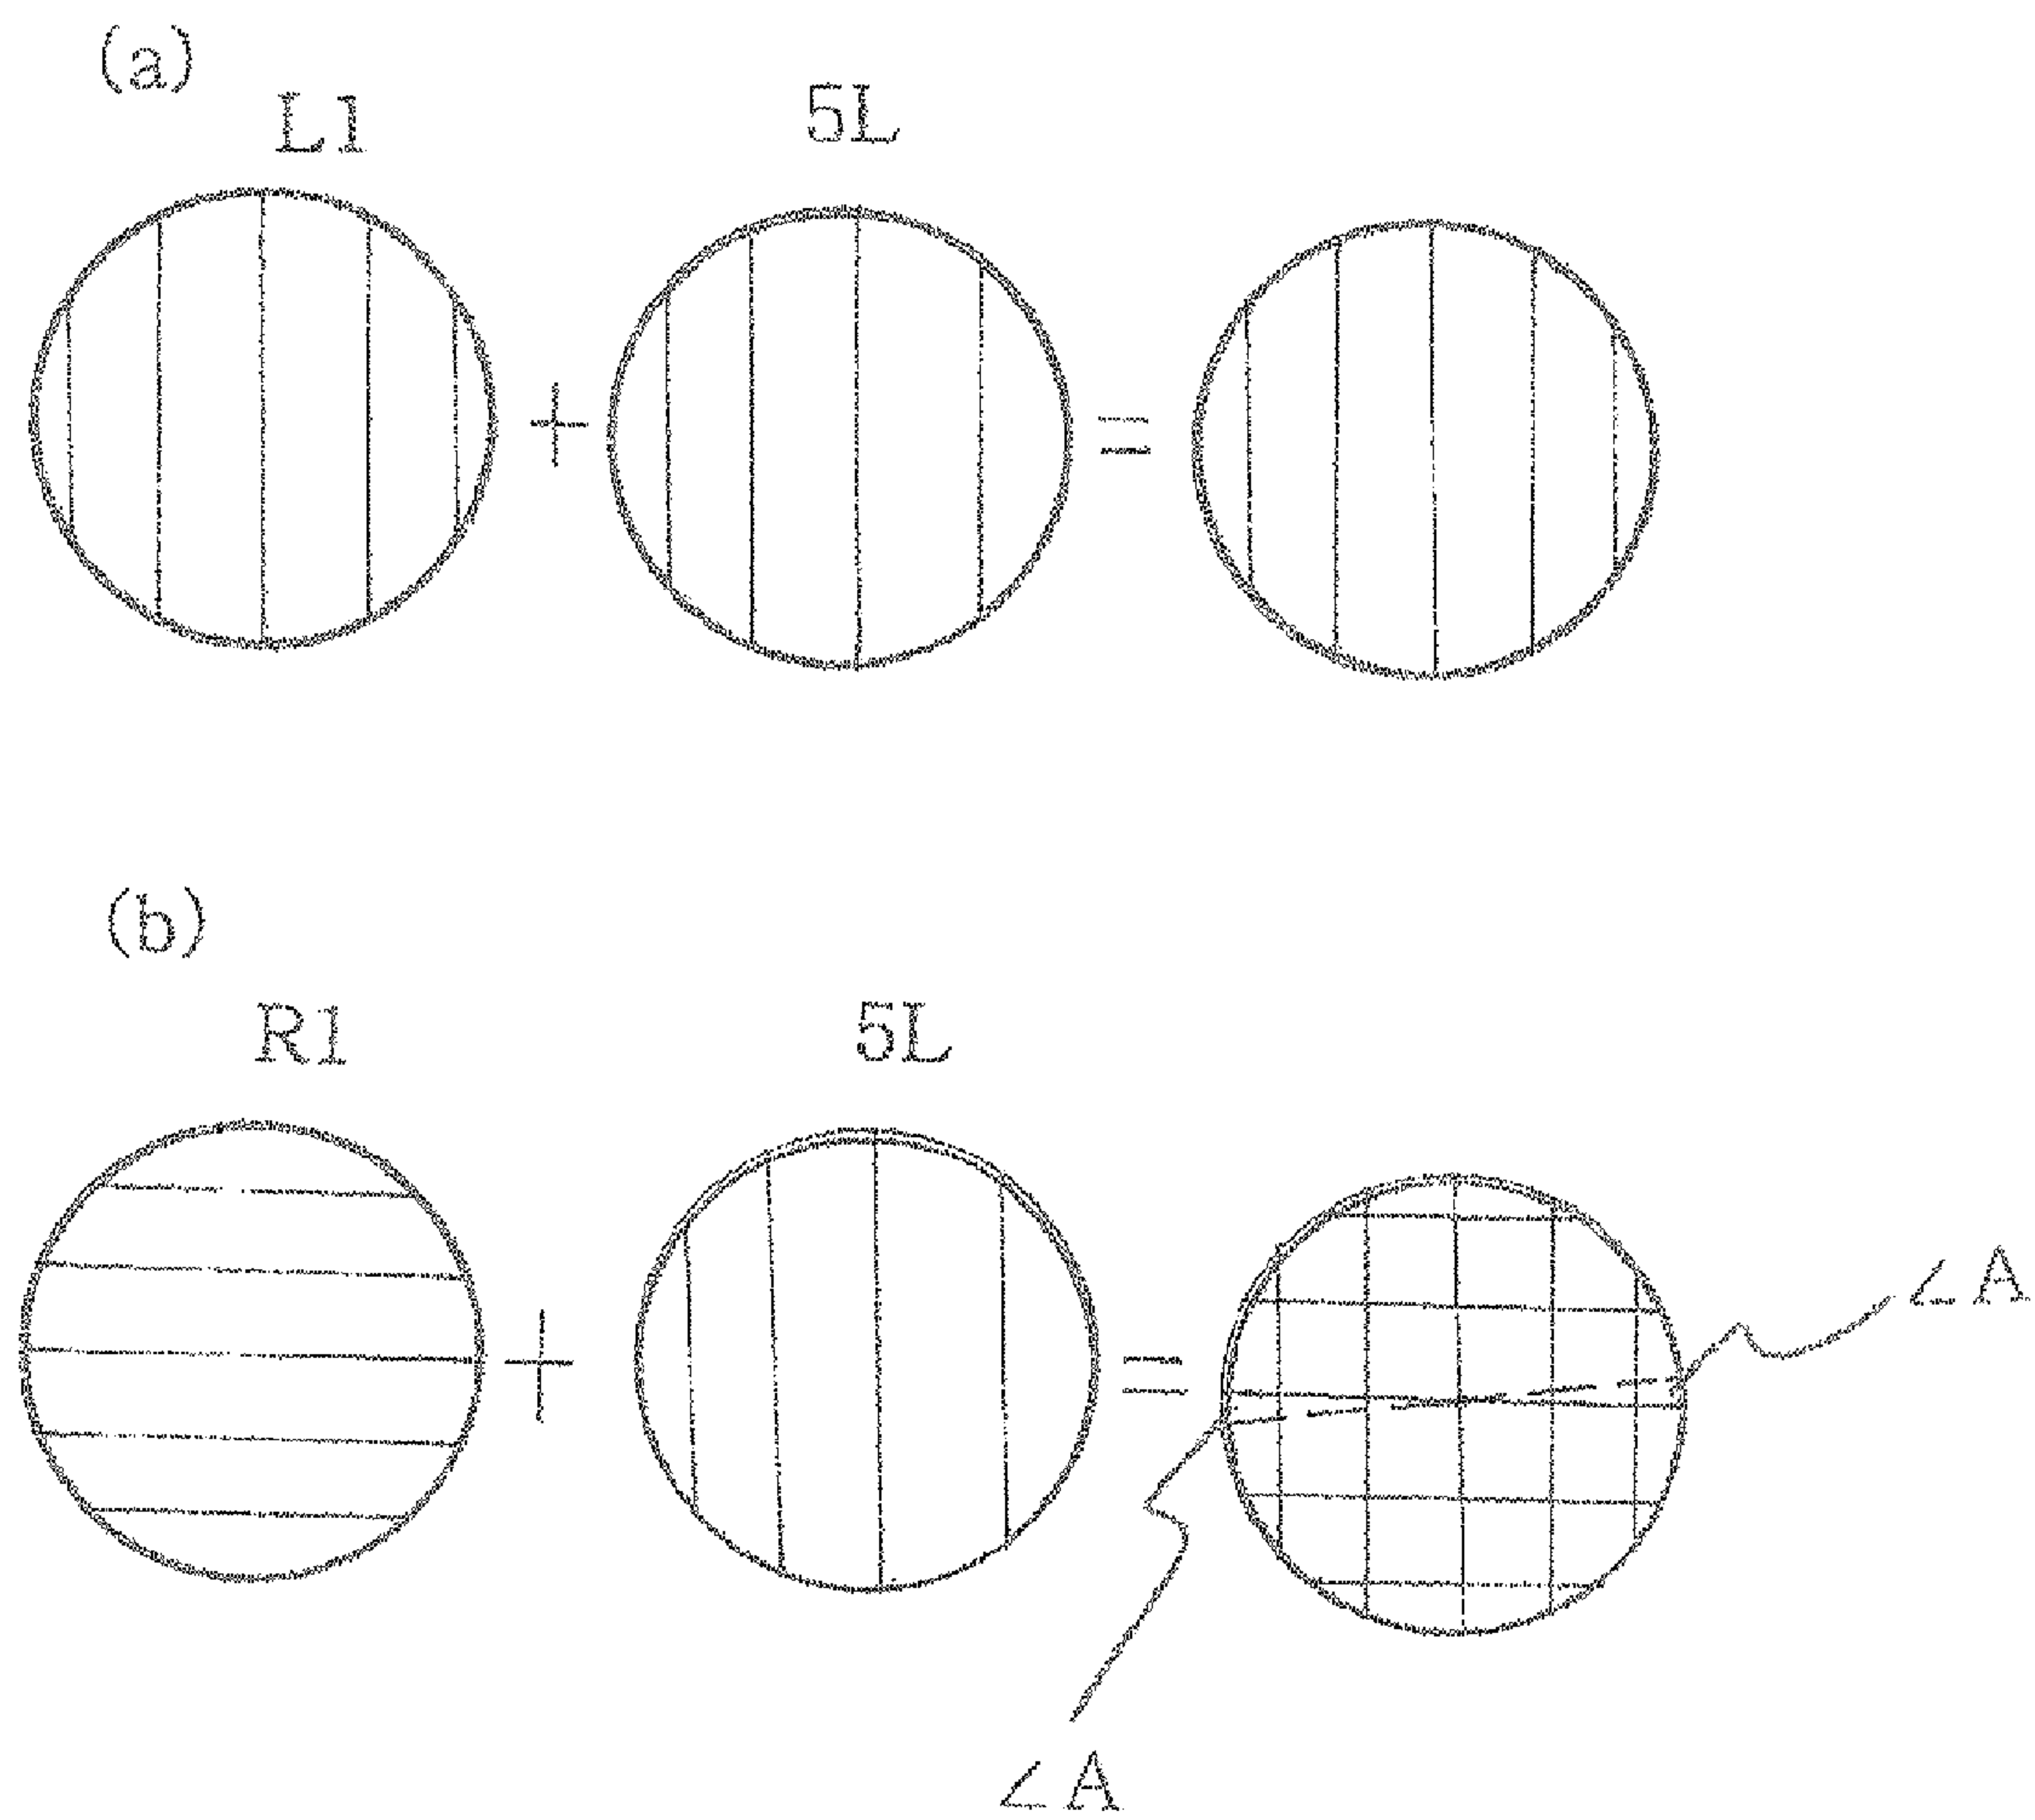 (a)
L1 5L
+ =
(b)
R1 5L
+ =
∠A
∠A